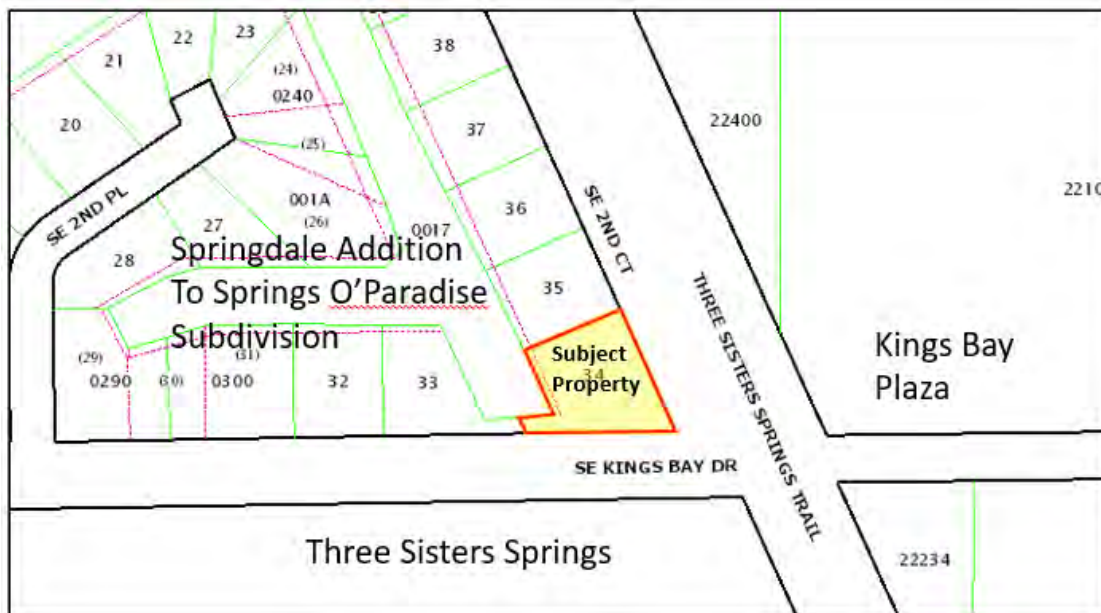 22
23
38
21
(24)
0240
20
22400
37
(25)
2210
SE 2ND PL
001A
SE 2ND CT
36
27
(26)
0017
28
Springdale Addition
To Springs O'Paradise
Subdivision
35
THREE SISTERS SPRINGS TRAIL
Kings Bay
Plaza
Subject
Property
34
(29)
0290
0300
(31)
32
33
SE KINGS BAY DR
Three Sisters Springs
22234